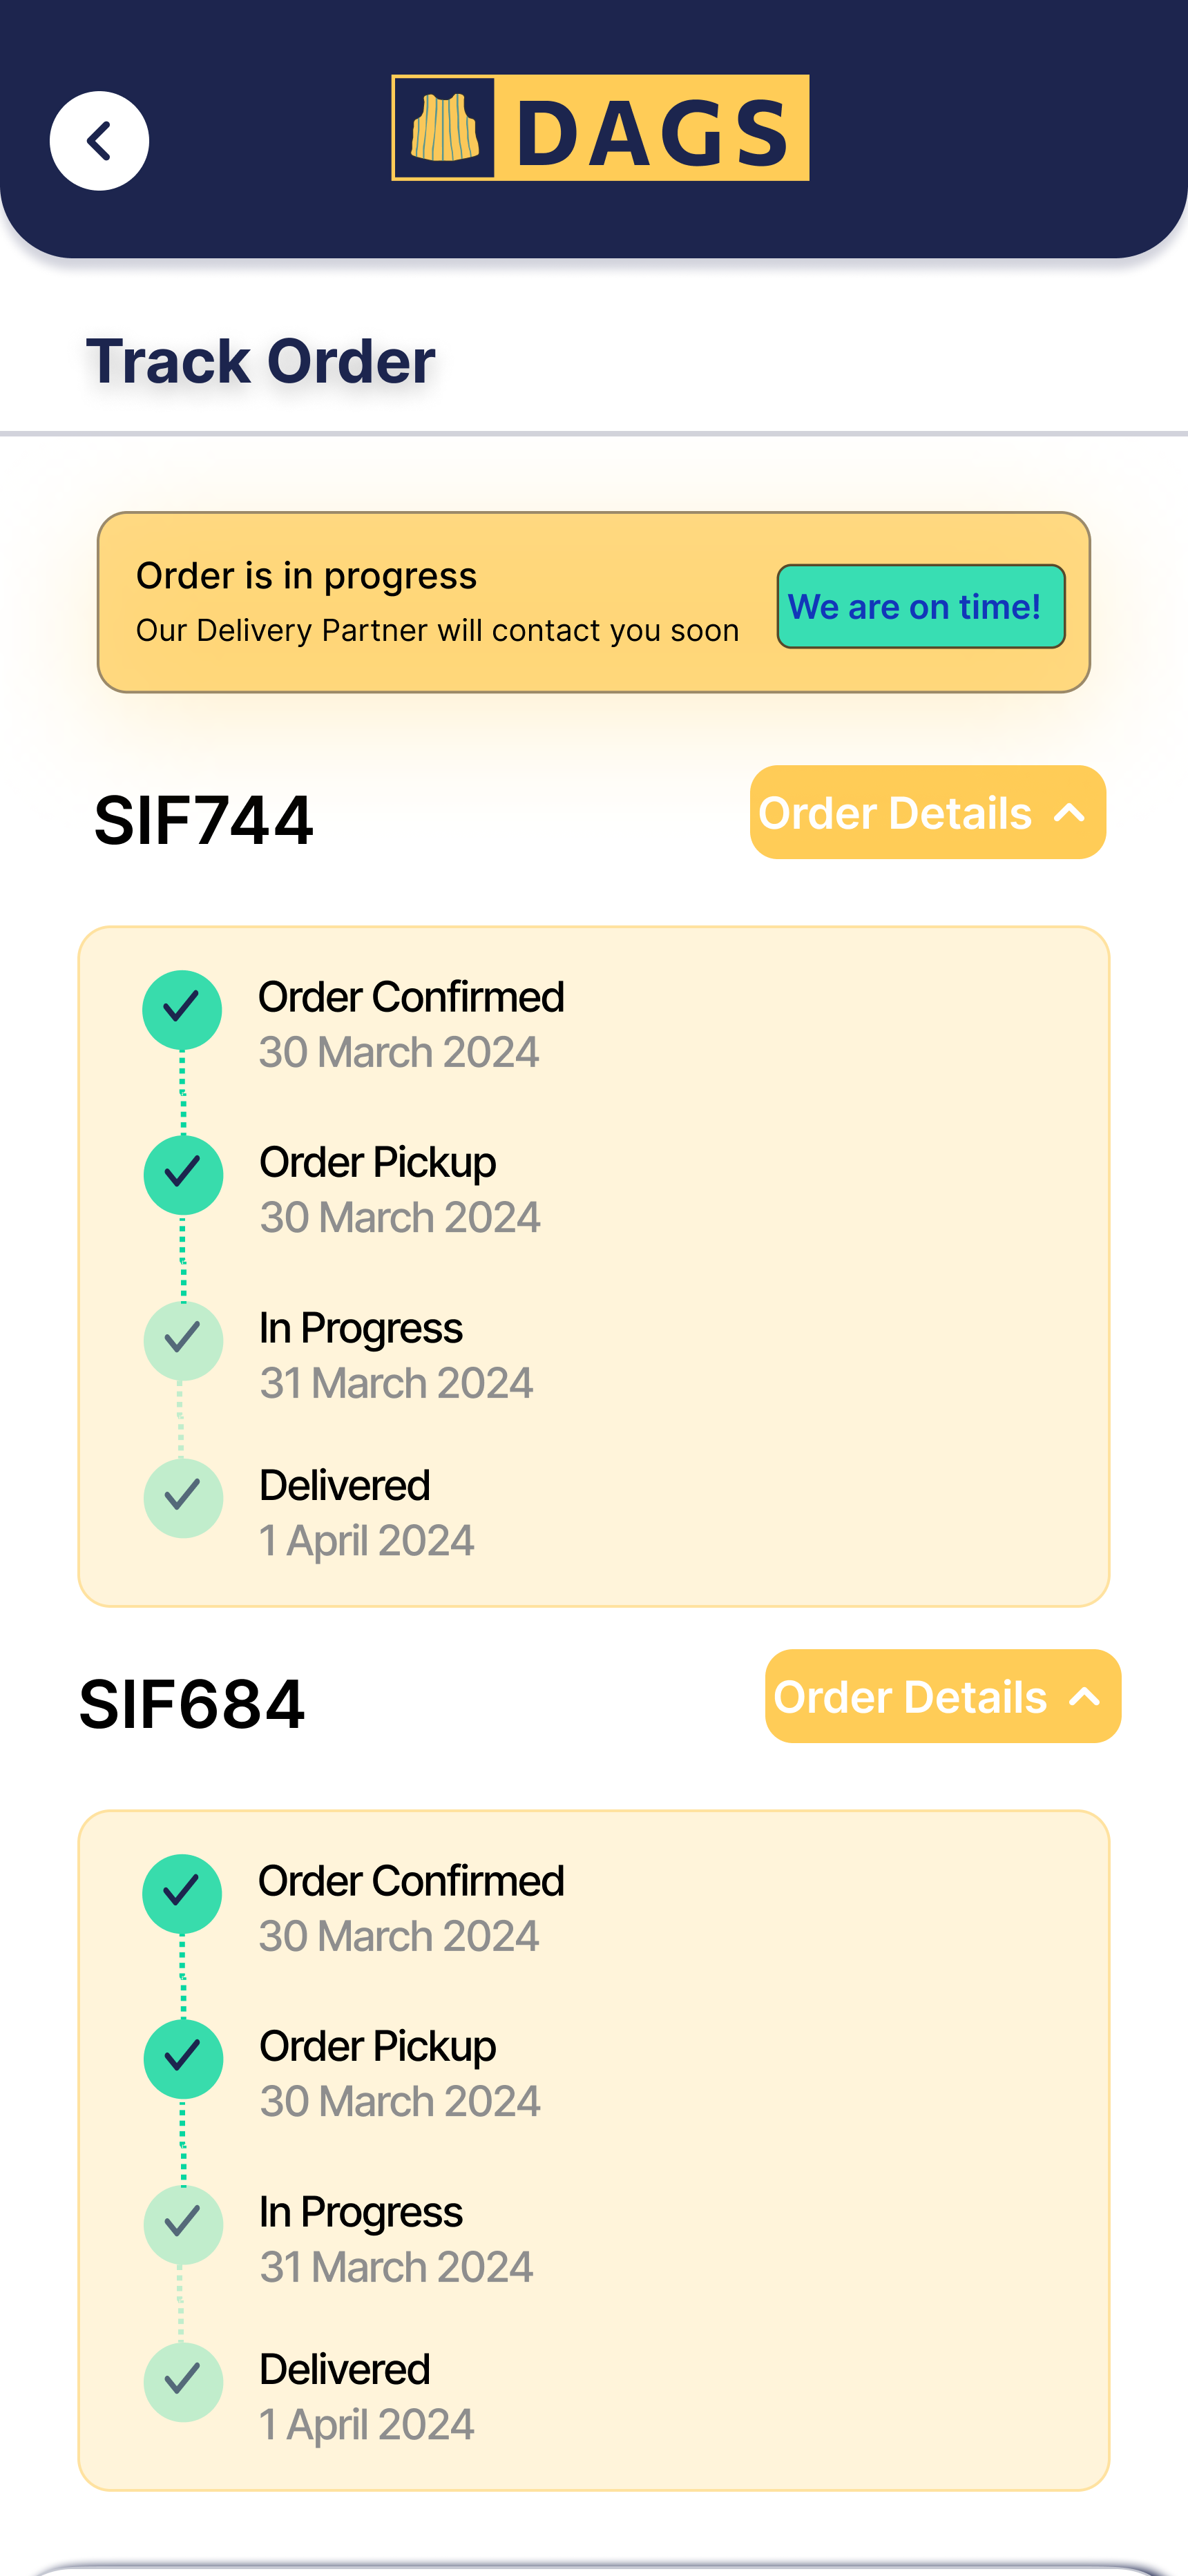 DAGS
Track Order
Order is in progress
Our Delivery Partner will contact you soon
We are on time!
SIF744
Order Details
Order Confirmed
30 March 2024
Order Pickup
30 March 2024
In Progress
31 March 2024
Delivered
1 April 2024
SIF684
Order Details
Order Confirmed
30 March 2024
Order Pickup
30 March 2024
In Progress
31 March 2024
Delivered
1 April 2024